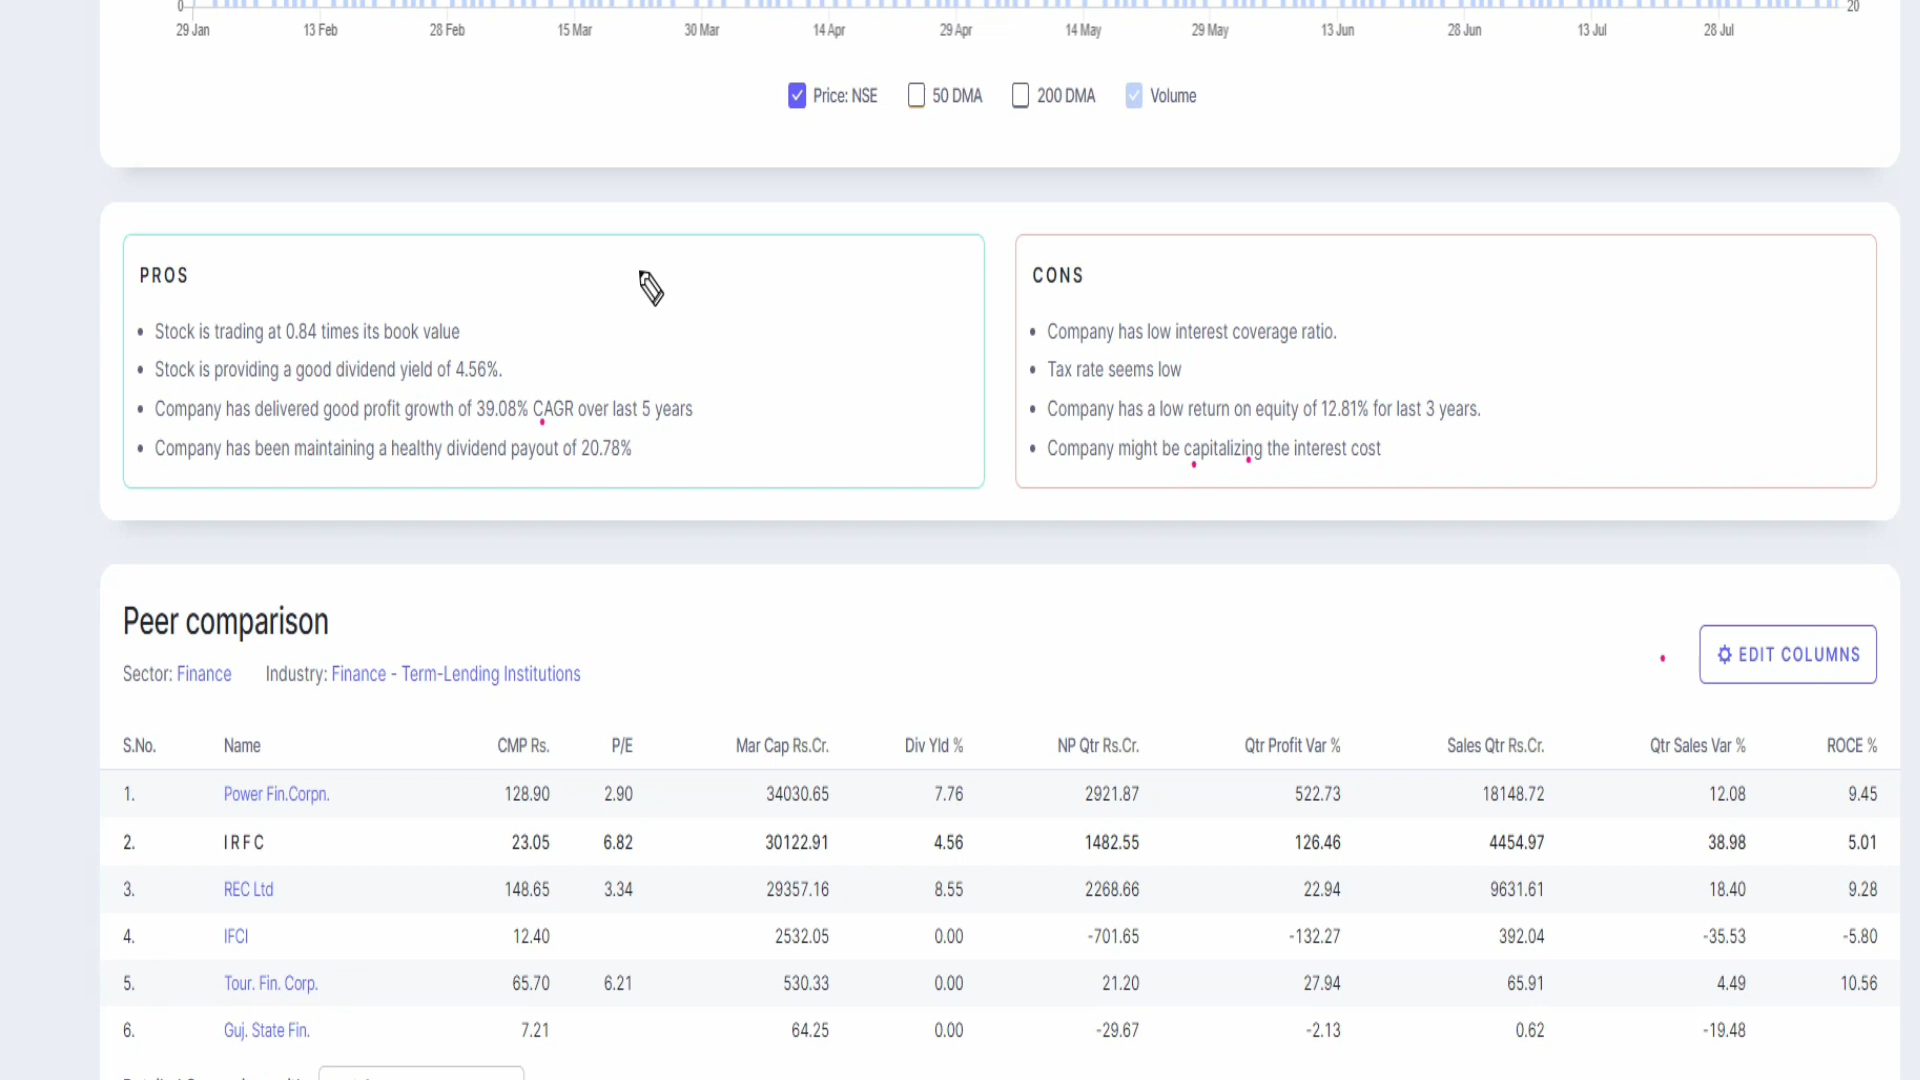 0 20
29 Jan 13 Feb 28 Feb 15 Mar 30 Mar 14 Apr 29 Apr 14 May 29 May 13 Jun 28 Jun 13 Jul 28 Jul
Price: NSE 50 DMA 200 DMA Volume
PROS
• Stock is trading at 0.84 times its book value
• Stock is providing a good dividend yield of 4.56%.
• Company has delivered good profit growth of 39.08% CAGR over last 5 years
• Company has been maintaining a healthy dividend payout of 20.78%
CONS
• Company has low interest coverage ratio.
• Tax rate seems low
• Company has a low return on equity of 12.81% for last 3 years.
• Company might be capitalizing the interest cost
Peer comparison
EDIT COLUMNS
Sector: Finance Industry: Finance - Term-Lending Institutions
S.No. Name CMP Rs. P/E Mar Cap Rs.Cr. Div Yld % NP Qtr Rs.Cr. Qtr Profit Var % Sales Qtr Rs.Cr. Qtr Sales Var % ROCE %
1. Power Fin.Corpn. 128.90 2.90 34030.65 7.76 2921.87 522.73 18148.72 12.08 9.45
2. I R F C 23.05 6.82 30122.91 4.56 1482.55 126.46 4454.97 38.98 5.01
3. REC Ltd 148.65 3.34 29357.16 8.55 2268.66 22.94 9631.61 18.40 9.28
4. IFCI 12.40 2532.05 0.00 -701.65 -132.27 392.04 -35.53 -5.80
5. Tour. Fin. Corp. 65.70 6.21 530.33 0.00 21.20 27.94 65.91 4.49 10.56
6. Guj. State Fin. 7.21 64.25 0.00 -29.67 -2.13 0.62 -19.48